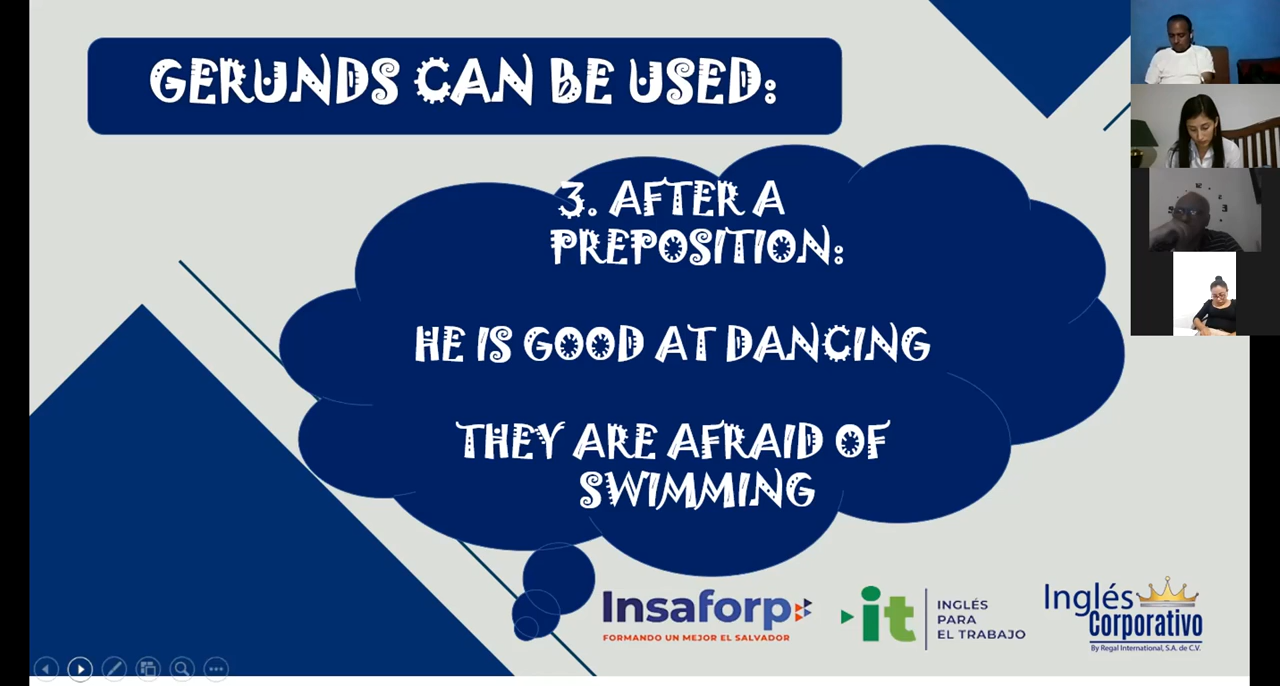 GERUNDS CAN BE USED:
3. AFTER A
PREPOSITION:
HE IS GOOD AT DANCING
THEY ARE AFRAID OF
SWIMMING
Insaforp
FORMANDO UN MEJOR EL SALVADOR
it
INGLÉS
PARA
EL TRABAJO
Inglés
Corporativo
By Regal International, S.A. de C.V.